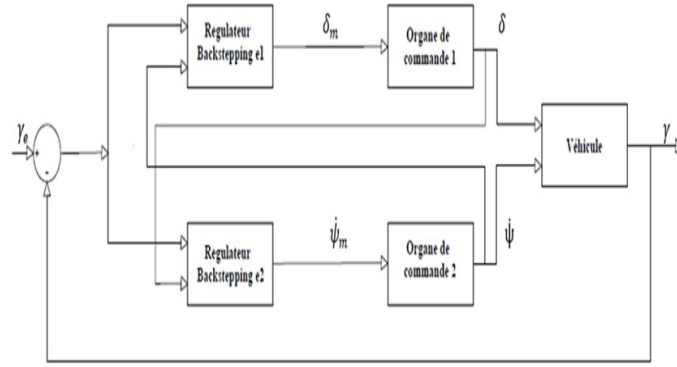 Regulateur
Backstepping e1
δₘ
Organe de
commande 1
δ
γₑ
+
-
Véhicule
γ
Regulateur
Backstepping e2
ψ̇ₘ
Organe de
commande 2
ψ̇